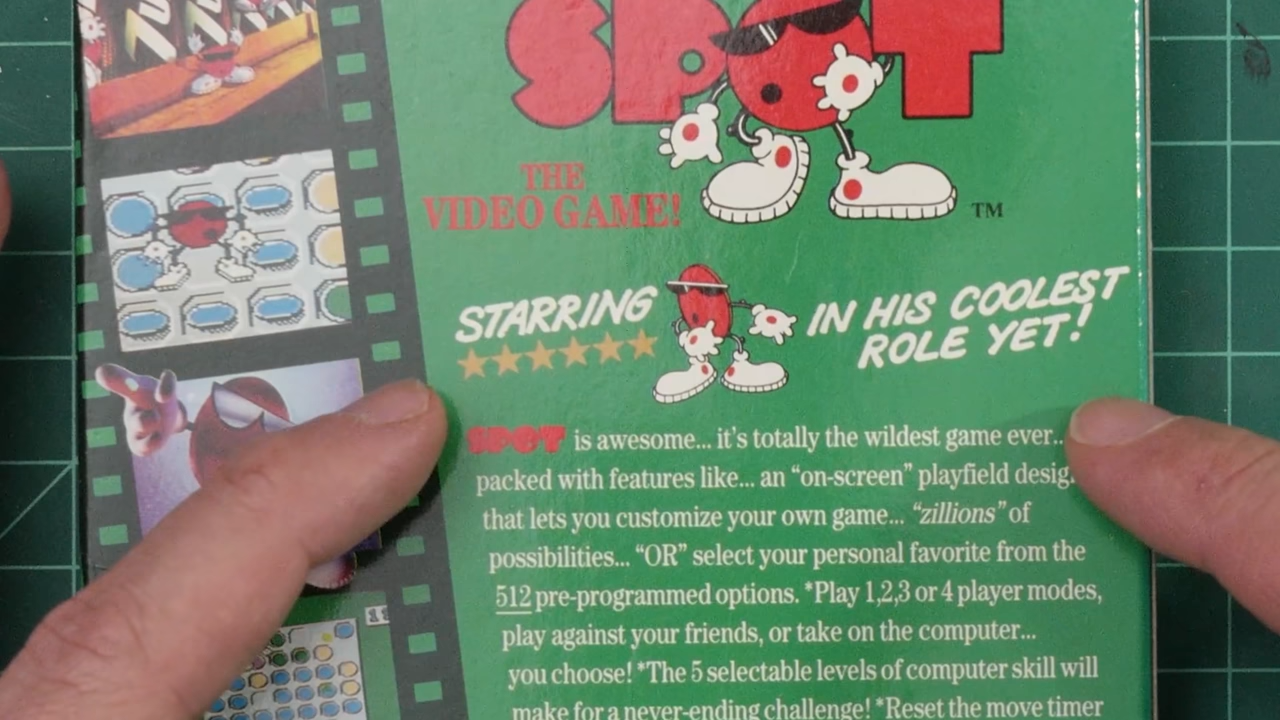 SPOT
THE
VIDEO GAME!
TM
STARRING
IN HIS COOLEST
ROLE YET!
SPOT is awesome... it's totally the wildest game ever..
packed with features like... an “on-screen” playfield desig
that lets you customize your own game... “zillions” of
possibilities... “OR” select your personal favorite from the
512 pre-programmed options. *Play 1,2,3 or 4 player modes,
play against your friends, or take on the computer...
you choose! *The 5 selectable levels of computer skill will
make for a never-ending challenge! *Reset the move timer